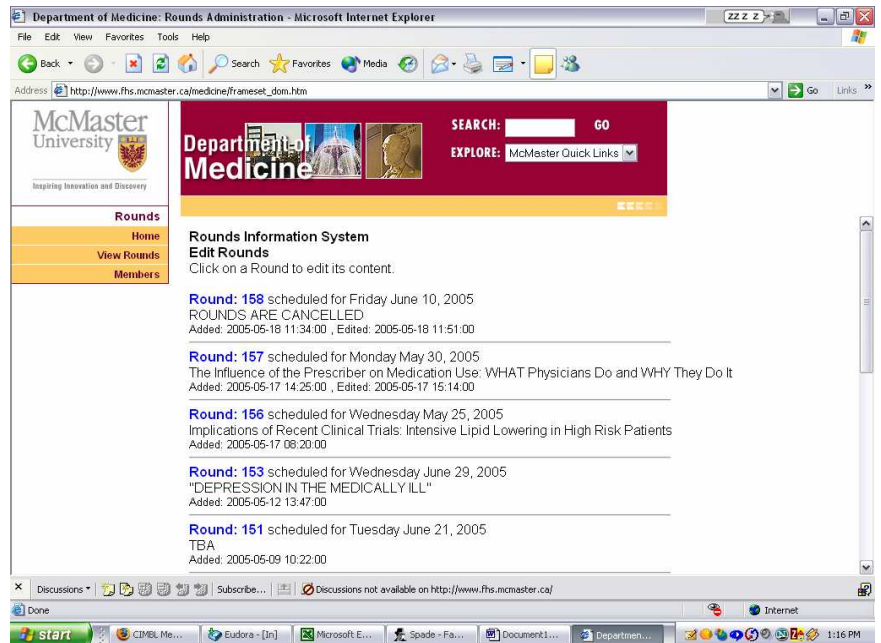 Department of Medicine: Rounds Administration - Microsoft Internet Explorer
zz z z
File Edit View Favorites Tools Help
Back Search Favorites Media
Address http://www.fhs.mcmaster.ca/medicine/frameset_dom.htm Go Links »
McMaster
University
Inspiring Innovation and Discovery
Department of
Medicine
SEARCH: GO
EXPLORE: McMaster Quick Links
Rounds
Home
View Rounds
Members
Rounds Information System
Edit Rounds
Click on a Round to edit its content.
Round: 158 scheduled for Friday June 10, 2005
ROUNDS ARE CANCELLED
Added: 2005-05-18 11:34:00 , Edited: 2005-05-18 11:51:00
Round: 157 scheduled for Monday May 30, 2005
The Influence of the Prescriber on Medication Use: WHAT Physicians Do and WHY They Do It
Added: 2005-05-17 14:25:00 , Edited: 2005-05-17 15:14:00
Round: 156 scheduled for Wednesday May 25, 2005
Implications of Recent Clinical Trials: Intensive Lipid Lowering in High Risk Patients
Added: 2005-05-17 08:20:00
Round: 153 scheduled for Wednesday June 29, 2005
"DEPRESSION IN THE MEDICALLY ILL"
Added: 2005-05-12 13:47:00
Round: 151 scheduled for Tuesday June 21, 2005
TBA
Added: 2005-05-09 10:22:00
Discussions Subscribe... Discussions not available on http://www.fhs.mcmaster.ca/
Done Internet
start CIMBL Me... Eudora - [In] Microsoft E... Spade - Fa... Document1... Departmen... 1:16 PM